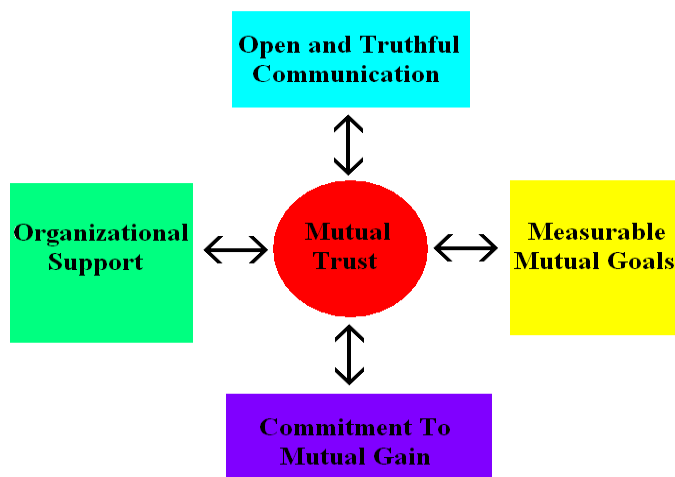 Open and Truthful
Communication
Organizational
Support
Mutual
Trust
Measurable
Mutual Goals
Commitment To
Mutual Gain